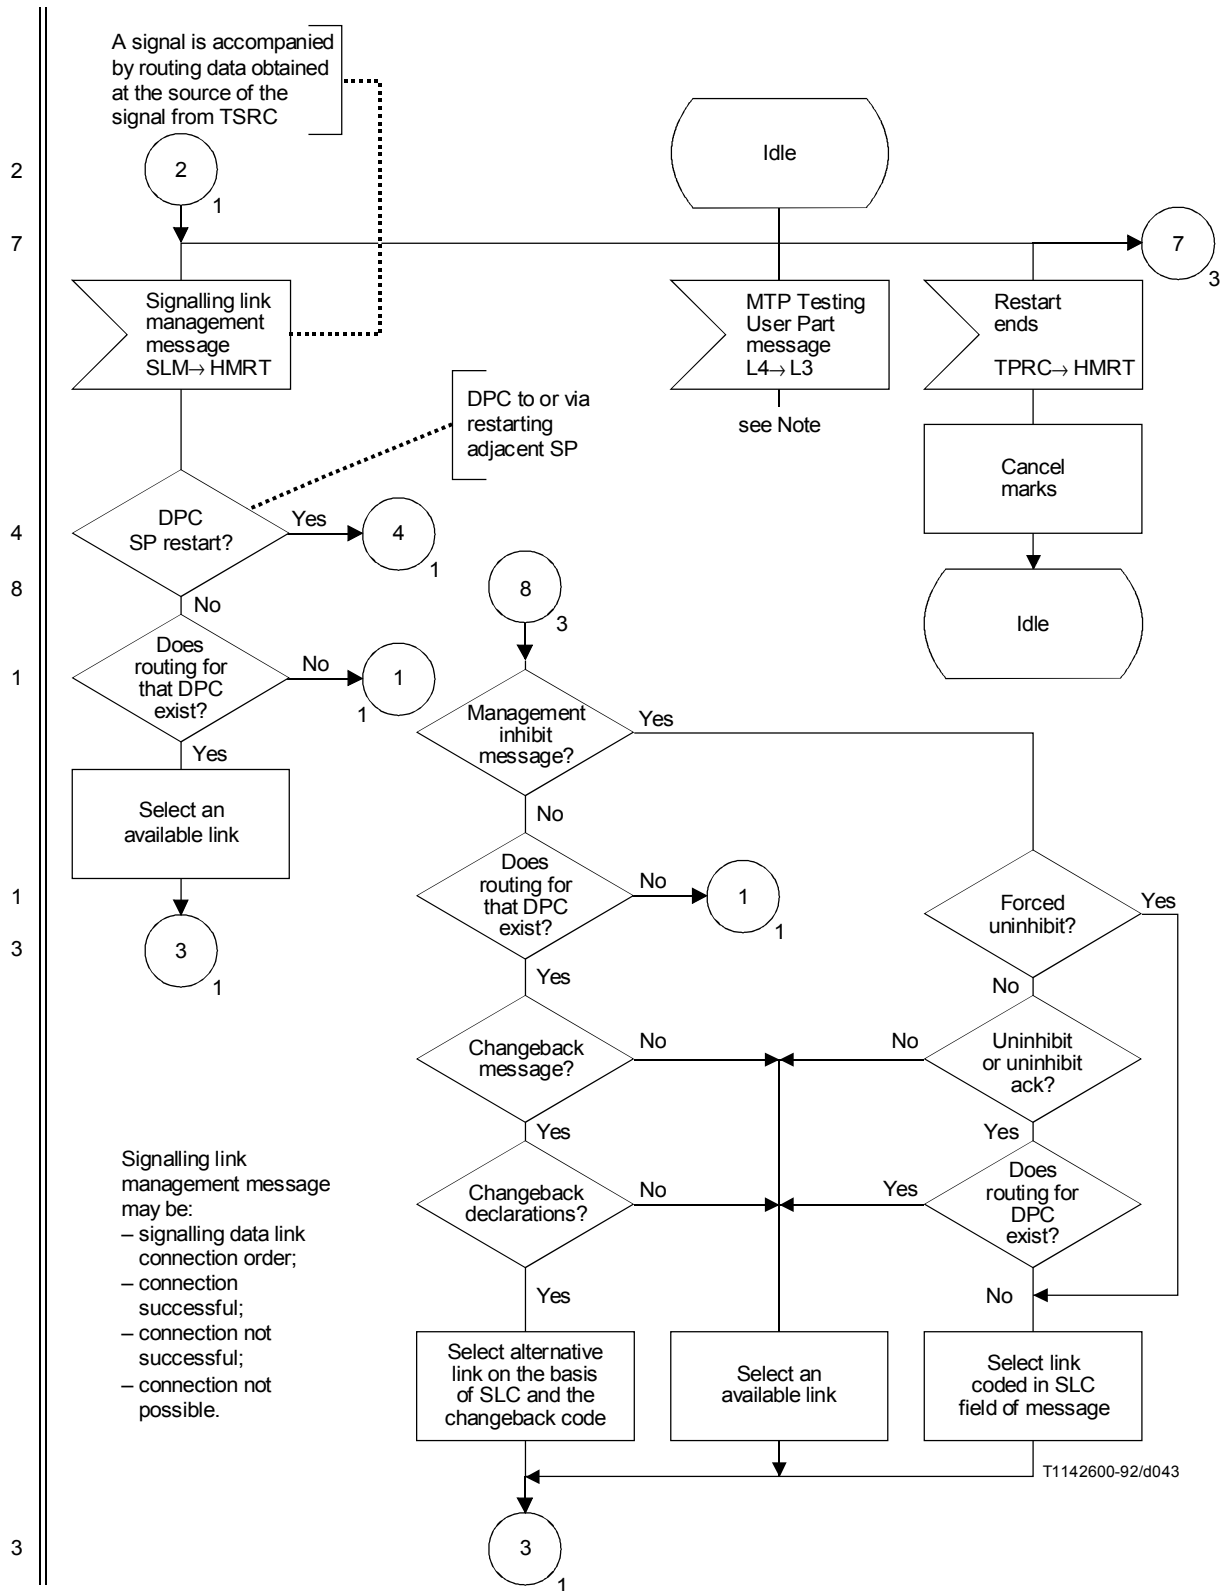 A signal is accompanied
by routing data obtained
at the source of the
signal from TSRC
Idle
2
2
1
7
7
3
Signalling link
management
message
SLM→ HMRT
MTP Testing
User Part
message
L4→ L3
see Note
Restart
ends
TPRC→ HMRT
DPC to or via
restarting
adjacent SP
Cancel
marks
4
DPC
SP restart?
Yes
4
1
8
8
3
No
Idle
1
Does
routing for
that DPC
exist?
No
1
1
Yes
Management
inhibit
message?
Yes
No
Select an
available link
1
Does
routing for
that DPC
exist?
No
1
1
Yes
Forced
uninhibit?
Yes
No
3
3
1
Changeback
message?
No
Yes
No
Uninhibit
or uninhibit
ack?
Yes
Signalling link
management message
may be:
– signalling data link
connection order;
– connection
successful;
– connection not
successful;
– connection not
possible.
Changeback
declarations?
No
Yes
Yes
Does
routing for
DPC
exist?
No
Select alternative
link on the basis
of SLC and the
changeback code
Select an
available link
Select link
coded in SLC
field of message
T1142600-92/d043
3
3
1